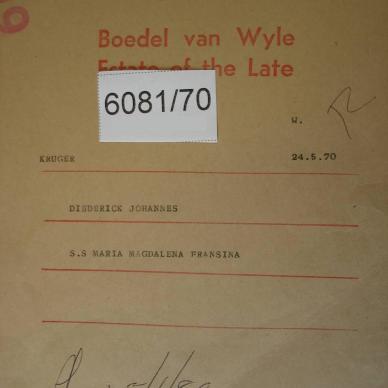 Boedel van Wyle
Estate of the Late
6081/70
W.
KRUGER 24.5.70
DIEDERICK JOHANNES
S.S MARIA MAGDALENA FRANSINA